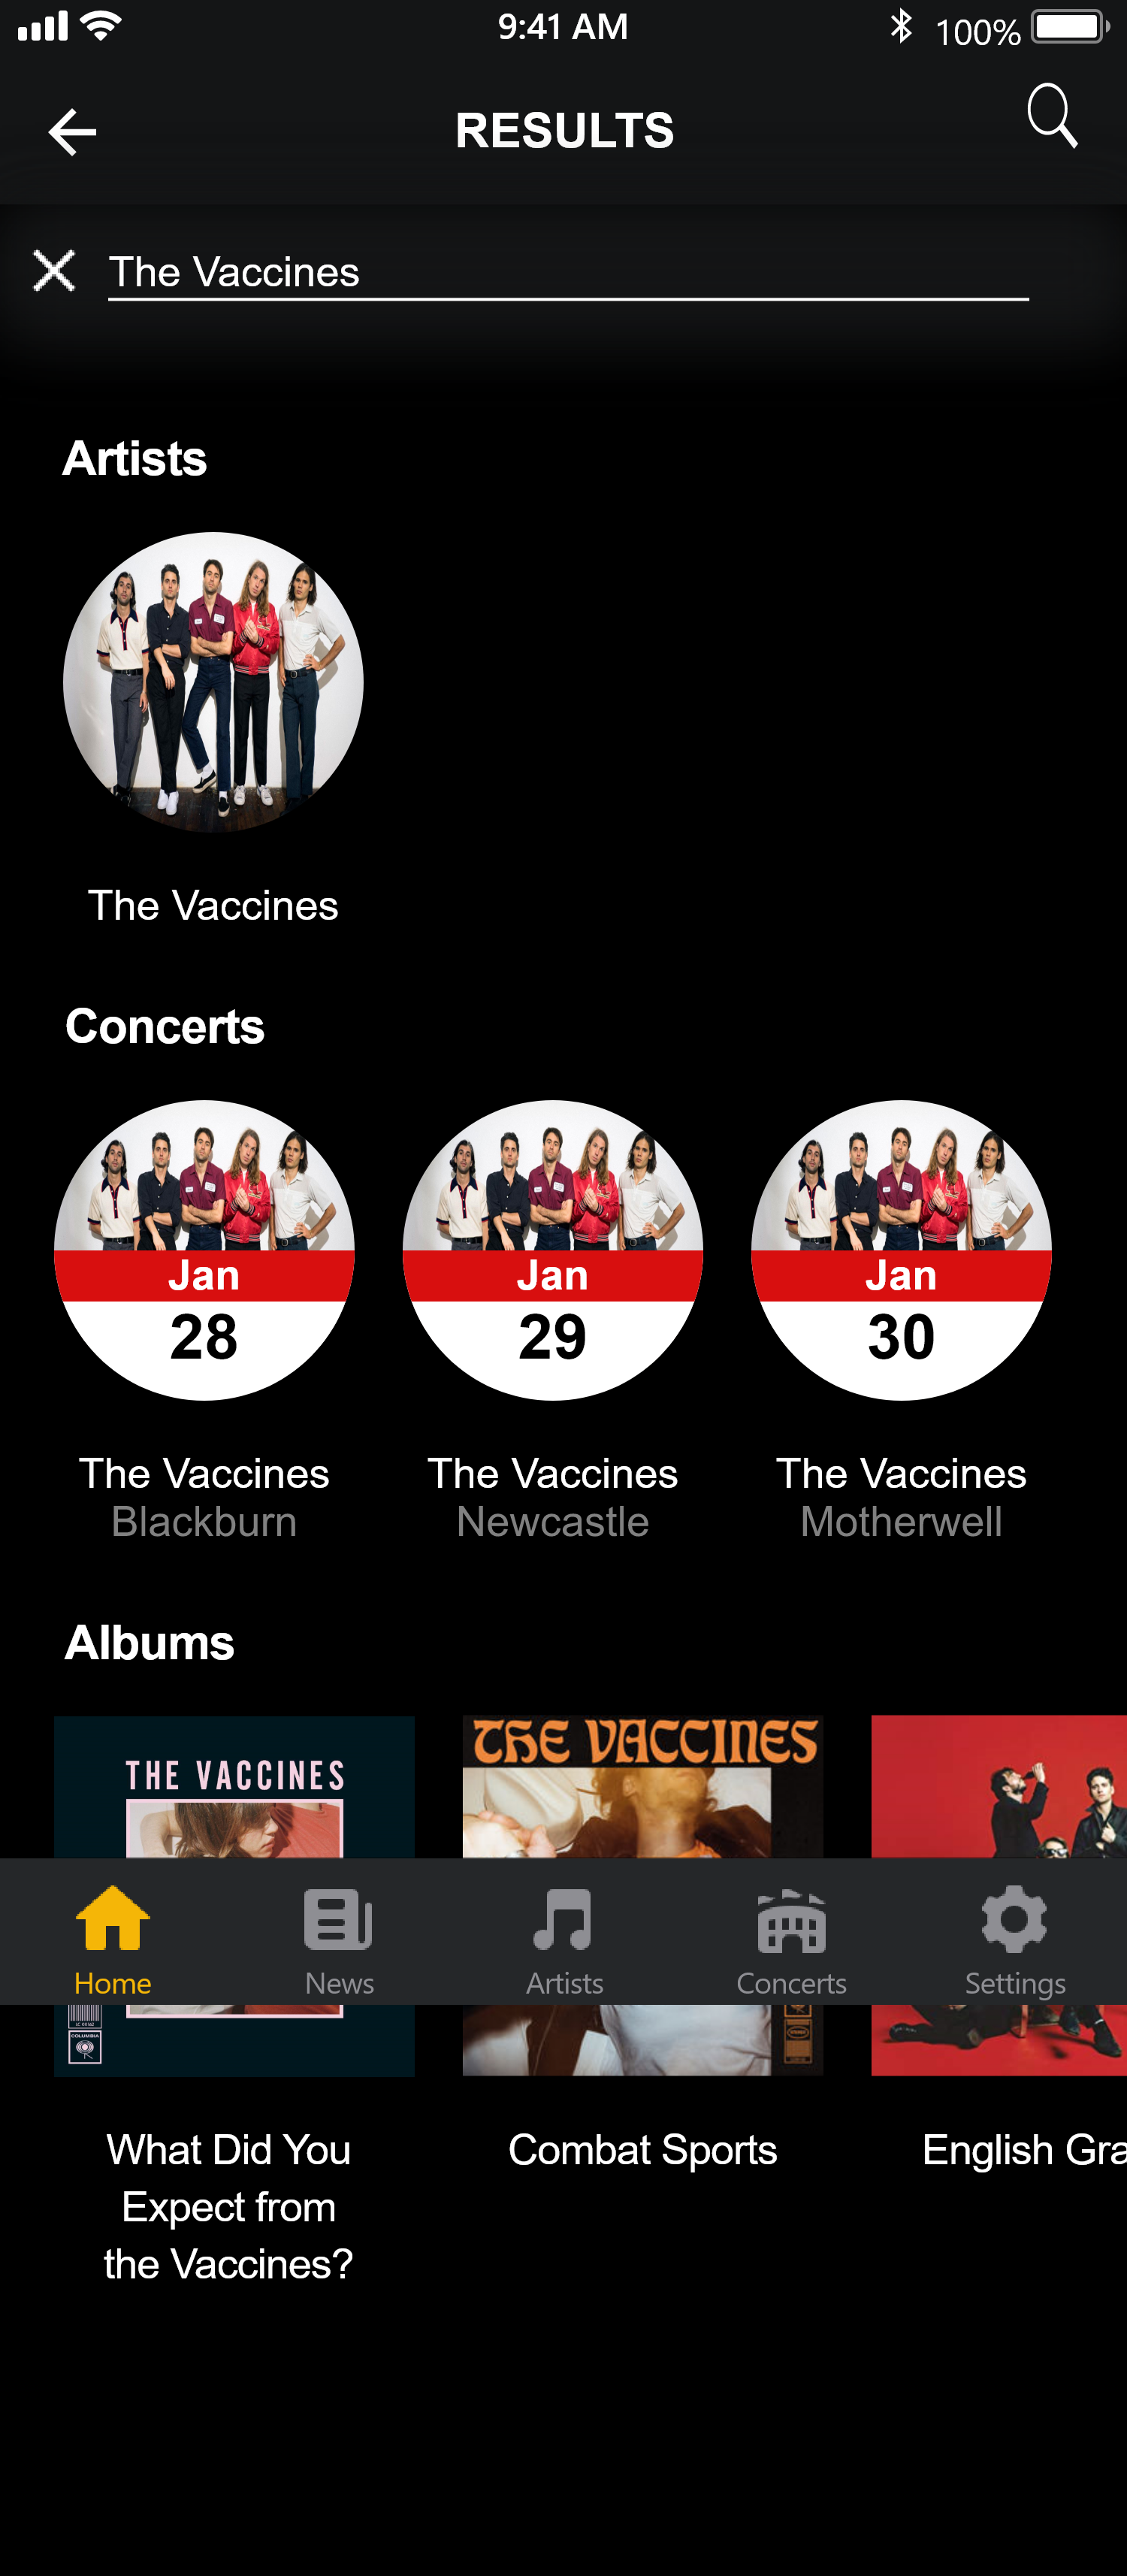 9:41 AM
100%
RESULTS
The Vaccines
Artists
The Vaccines
Concerts
Jan
28
Jan
29
Jan
30
The Vaccines
Blackburn
The Vaccines
Newcastle
The Vaccines
Motherwell
Albums
THE VACCINES
THE VACCINES
Home
News
Artists
Concerts
Settings
COLUMBIA
What Did You
Expect from
the Vaccines?
Combat Sports
English Gra